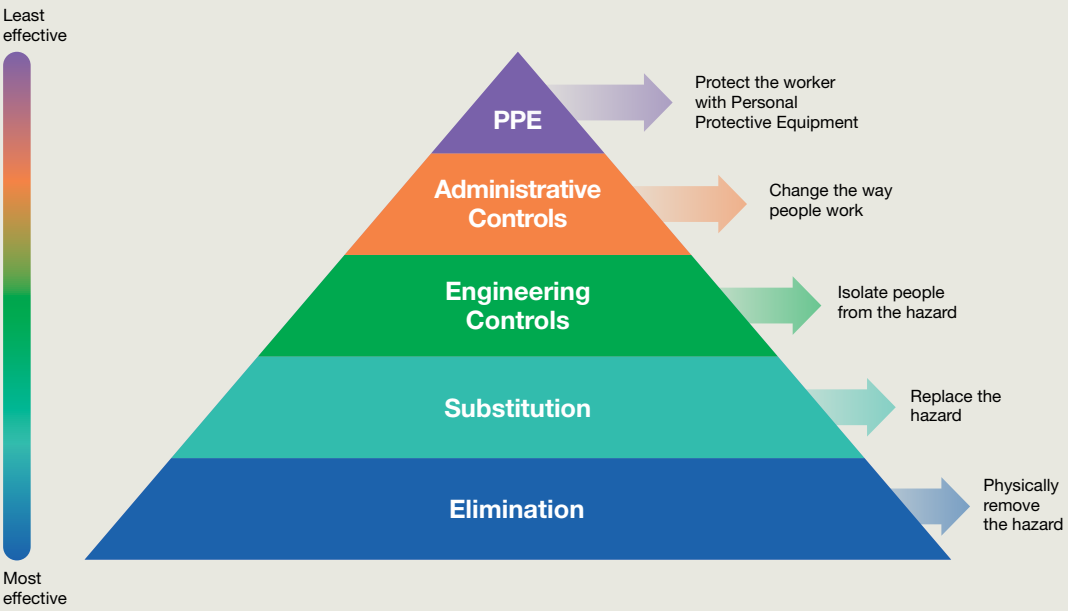 Least
effective
PPE
Protect the worker
with Personal
Protective Equipment
Administrative
Controls
Change the way
people work
Engineering
Controls
Isolate people
from the hazard
Substitution
Replace the
hazard
Elimination
Physically
remove
the hazard
Most
effective